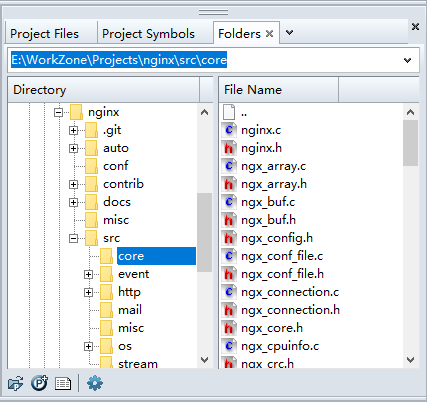 Project Files Project Symbols Folders
E:\WorkZone\Projects\nginx\src\core
Directory
nginx
.git
auto
conf
contrib
docs
misc
src
core
event
http
mail
misc
os
stream
File Name
..
nginx.c
nginx.h
ngx_array.c
ngx_array.h
ngx_buf.c
ngx_buf.h
ngx_config.h
ngx_conf_file.c
ngx_conf_file.h
ngx_connection.c
ngx_connection.h
ngx_core.h
ngx_cpuinfo.c
ngx_crc.h